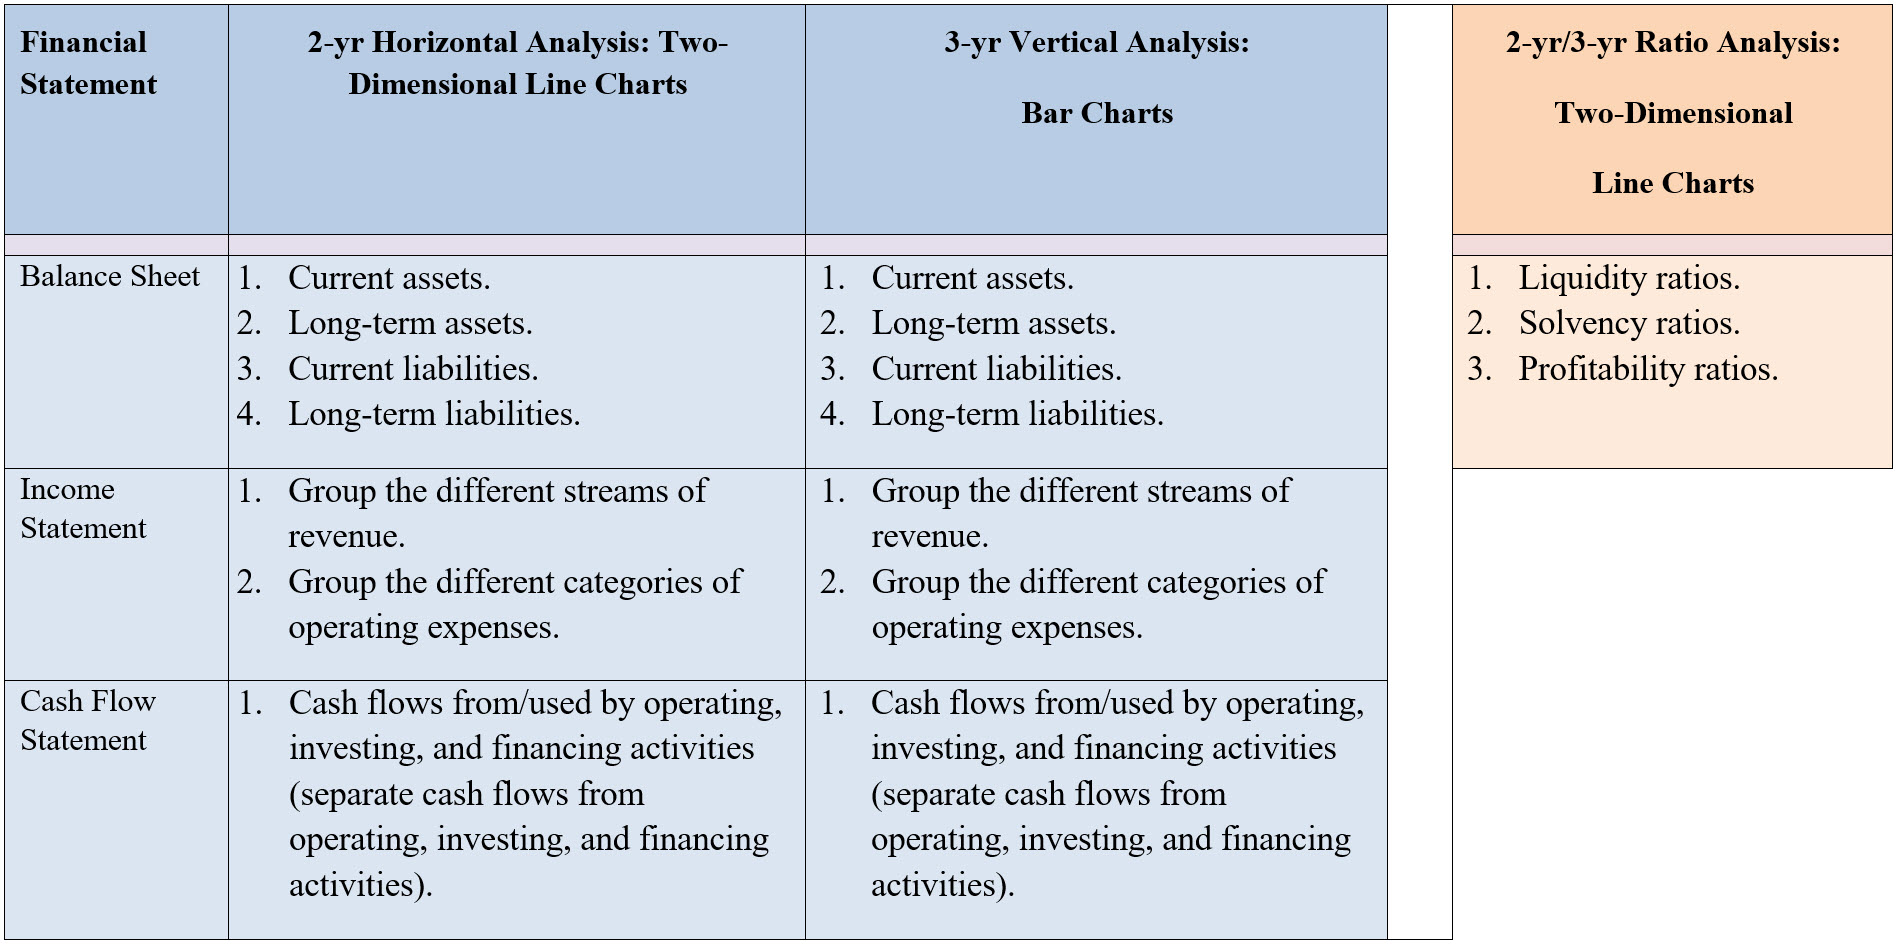 Financial
Statement
2-yr Horizontal Analysis: Two-
Dimensional Line Charts
3-yr Vertical Analysis:
Bar Charts
2-yr/3-yr Ratio Analysis:
Two-Dimensional
Line Charts
Balance Sheet
1. Current assets.
2. Long-term assets.
3. Current liabilities.
4. Long-term liabilities.
1. Current assets.
2. Long-term assets.
3. Current liabilities.
4. Long-term liabilities.
1. Liquidity ratios.
2. Solvency ratios.
3. Profitability ratios.
Income
Statement
1. Group the different streams of
revenue.
2. Group the different categories of
operating expenses.
1. Group the different streams of
revenue.
2. Group the different categories of
operating expenses.
Cash Flow
Statement
1. Cash flows from/used by operating,
investing, and financing activities
(separate cash flows from
operating, investing, and financing
activities).
1. Cash flows from/used by operating,
investing, and financing activities
(separate cash flows from
operating, investing, and financing
activities).